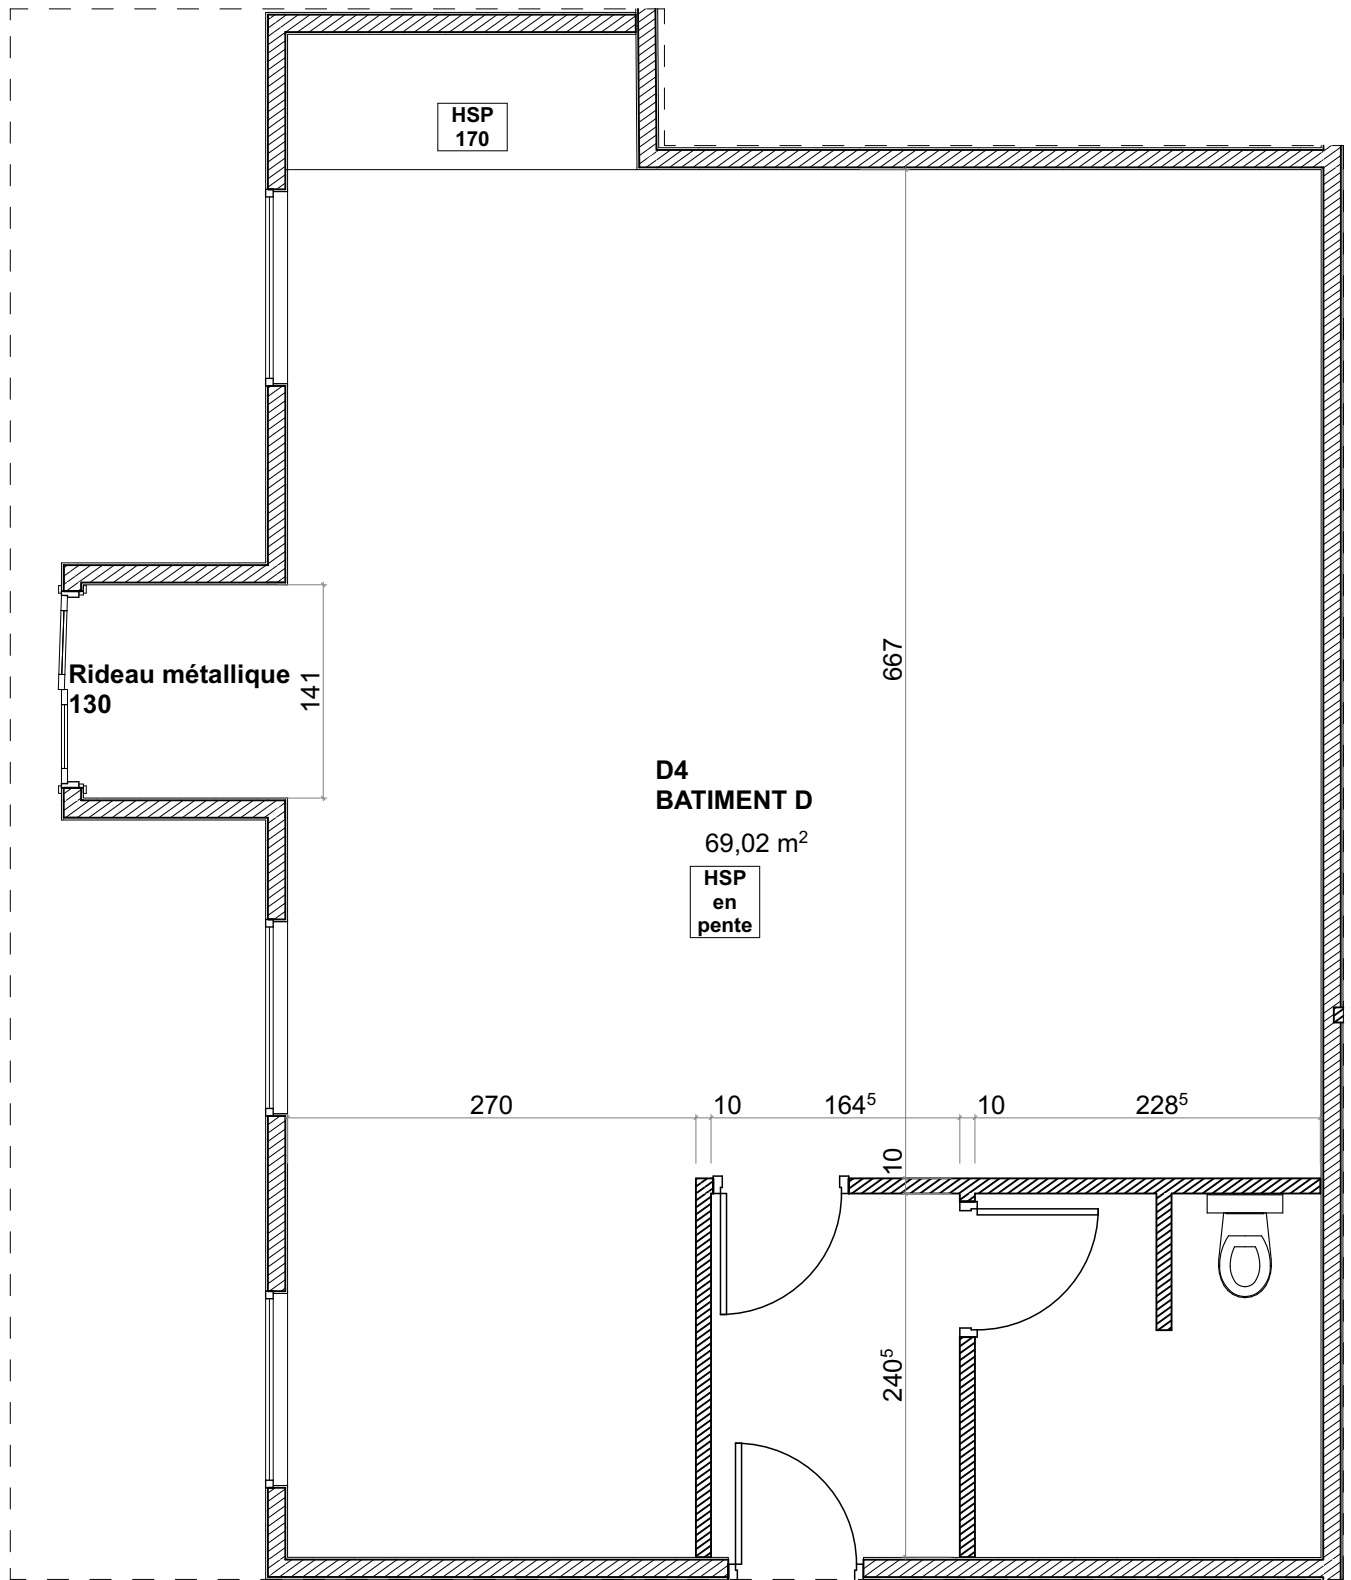 HSP
170
Rideau métallique
130
141
667
D4
BATIMENT D
69,02 m²
HSP
en
pente
270
10
164⁵
10
228⁵
10
240⁵